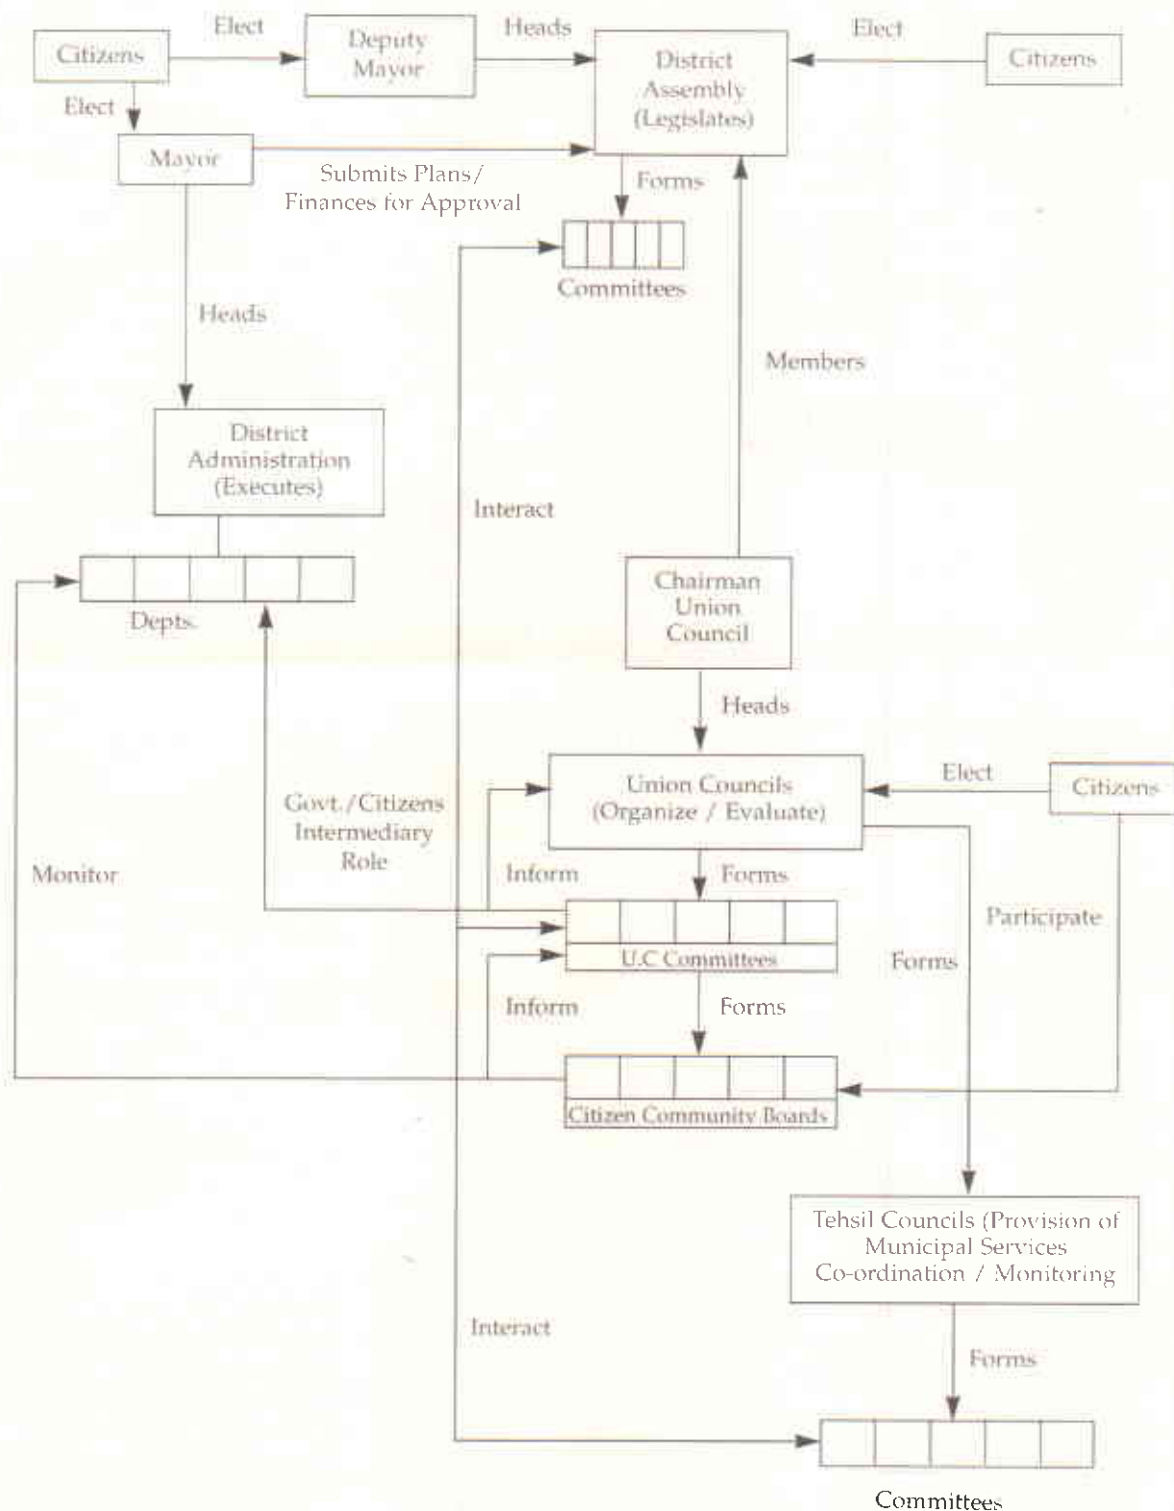 Elect
Heads
Elect
Citizens
Deputy
Mayor
District
Assembly
(Legislates)
Citizens
Elect
Mayor
Submits Plans/
Finances for Approval
Forms
Committees
Heads
Members
District
Administration
(Executes)
Interact
Depts.
Chairman
Union
Council
Heads
Govt./Citizens
Intermediary
Role
Union Councils
(Organize / Evaluate)
Elect
Citizens
Monitor
Inform
Forms
Participate
U.C Committees
Forms
Inform
Forms
Citizen Community Boards
Tehsil Councils (Provision of
Municipal Services
Co-ordination / Monitoring
Interact
Forms
Committees